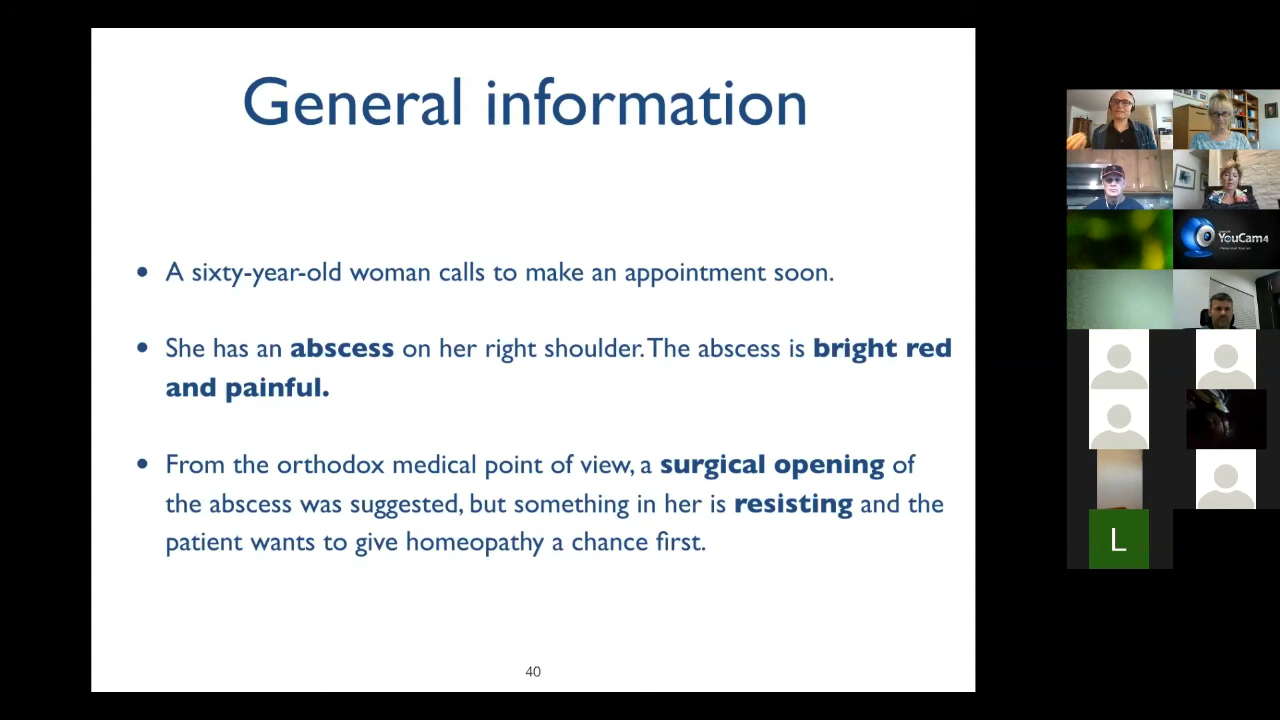 General information
• A sixty-year-old woman calls to make an appointment soon.
• She has an abscess on her right shoulder. The abscess is bright red
and painful.
• From the orthodox medical point of view, a surgical opening of
the abscess was suggested, but something in her is resisting and the
patient wants to give homeopathy a chance first.
40
YouCam4
L